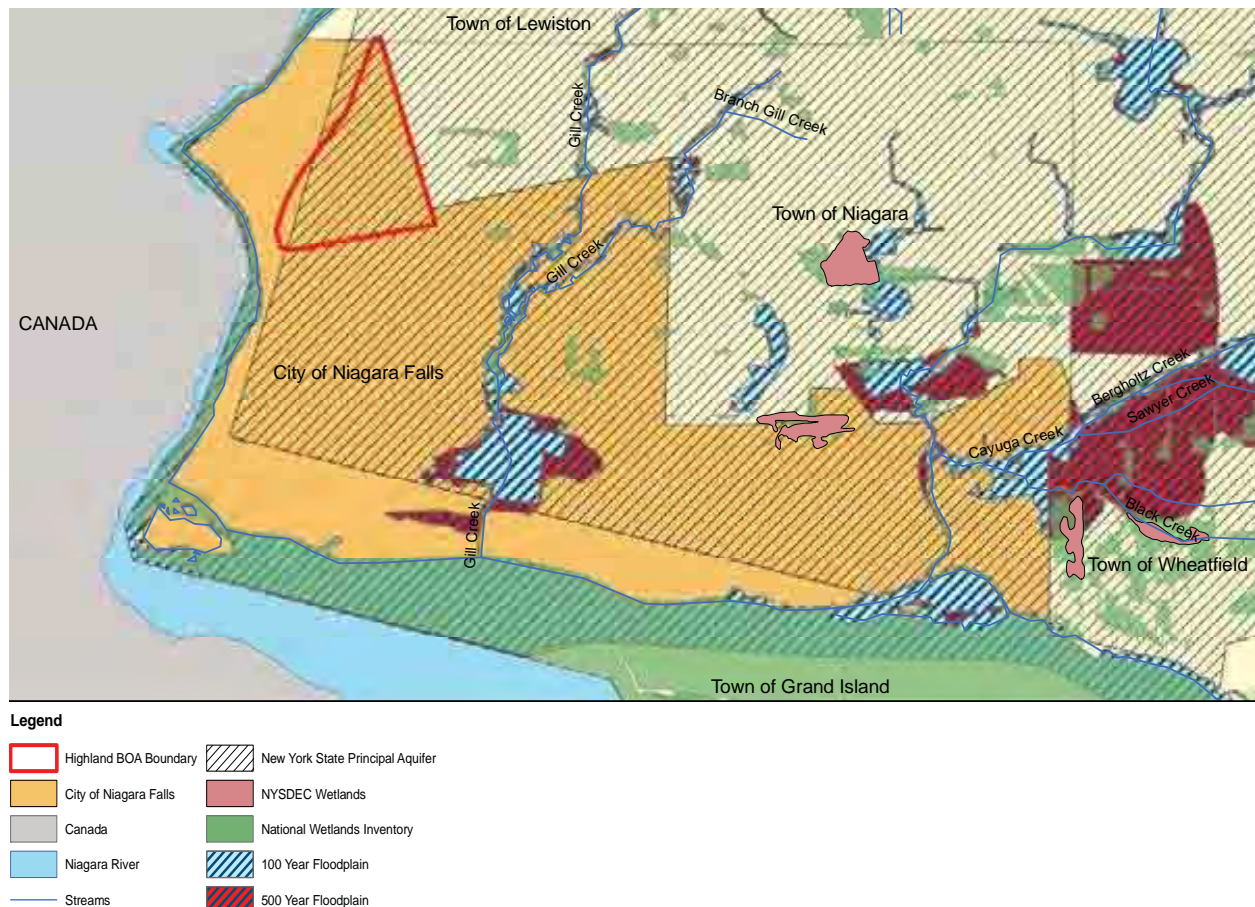 Town of Lewiston
Gill Creek
Branch Gill Creek
Town of Niagara
Gill Creek
CANADA
City of Niagara Falls
Bergholtz Creek
Sawyer Creek
Cayuga Creek
Black Creek
Gill Creek
Town of Wheatfield
Town of Grand Island
Legend
Highland BOA Boundary
City of Niagara Falls
Canada
Niagara River
Streams
New York State Principal Aquifer
NYSDEC Wetlands
National Wetlands Inventory
100 Year Floodplain
500 Year Floodplain